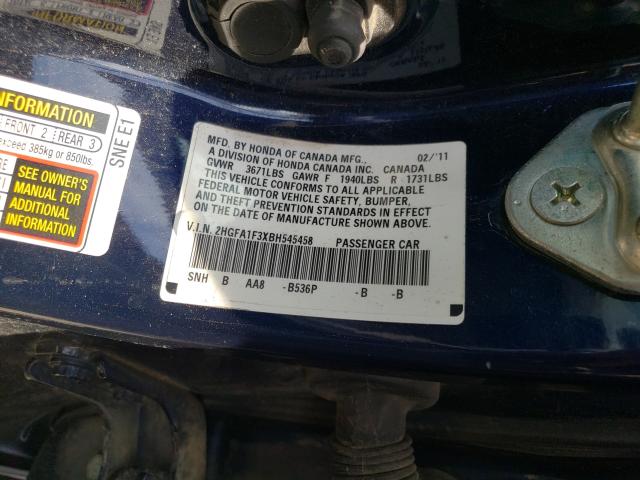 INFORMATION
FRONT 2 REAR 3
exceed 385kg or 850lbs.
SEE OWNER'S
MANUAL FOR
ADDITIONAL
INFORMATION
SNE E1
MFD. BY HONDA OF CANADA MFG., 02/'11
A DIVISION OF HONDA CANADA INC. CANADA
GVWR 3671LBS GAWR F 1940LBS R 1731LBS
THIS VEHICLE CONFORMS TO ALL APPLICABLE
FEDERAL MOTOR VEHICLE SAFETY, BUMPER,
AND THEFT PREVENTION STANDARDS IN EFFECT
ON THE DATE OF MANUFACTURE SHOWN ABOVE.
V.I.N. 2HGFA1F3XBH545458 PASSENGER CAR
SNH B AA8 -B536P -B -B